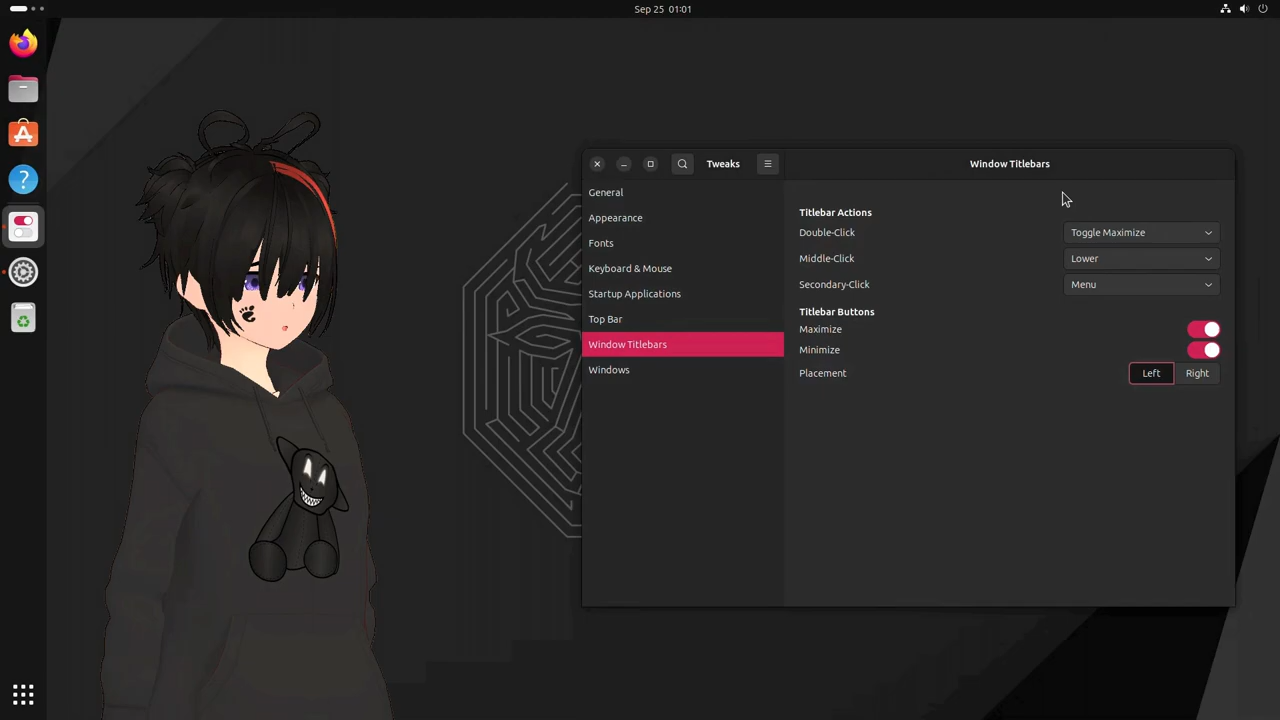 Sep 25 01:01
Tweaks
Window Titlebars
General
Appearance
Fonts
Keyboard & Mouse
Startup Applications
Top Bar
Window Titlebars
Windows
Titlebar Actions
Double-Click
Toggle Maximize
Middle-Click
Lower
Secondary-Click
Menu
Titlebar Buttons
Maximize
Minimize
Placement
Left
Right